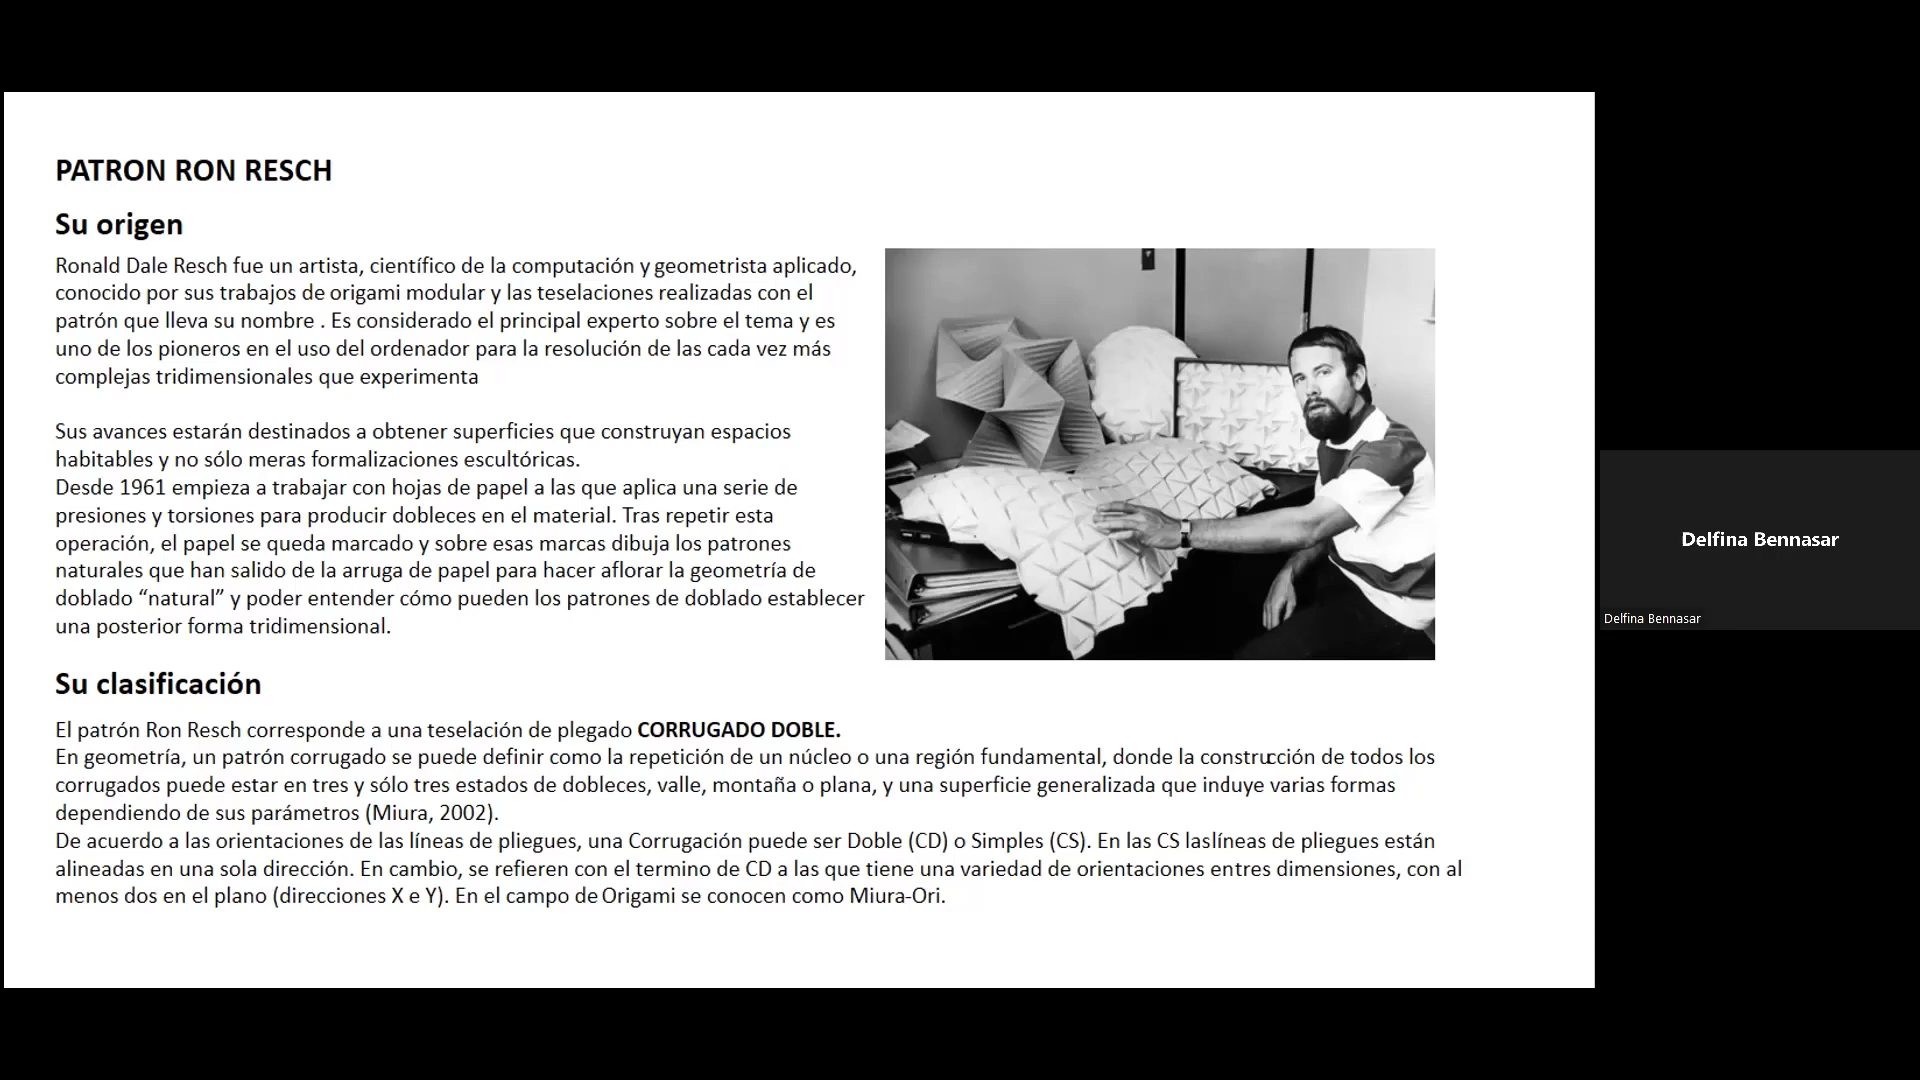 PATRON RON RESCH
Su origen
Ronald Dale Resch fue un artista, científico de la computación y geometrista aplicado,
conocido por sus trabajos de origami modular y las teselaciones realizadas con el
patrón que lleva su nombre . Es considerado el principal experto sobre el tema y es
uno de los pioneros en el uso del ordenador para la resolución de las cada vez más
complejas tridimensionales que experimenta
Sus avances estarán destinados a obtener superficies que construyan espacios
habitables y no sólo meras formalizaciones escultóricas.
Desde 1961 empieza a trabajar con hojas de papel a las que aplica una serie de
presiones y torsiones para producir dobleces en el material. Tras repetir esta
operación, el papel se queda marcado y sobre esas marcas dibuja los patrones
naturales que han salido de la arruga de papel para hacer aflorar la geometría de
doblado “natural” y poder entender cómo pueden los patrones de doblado establecer
una posterior forma tridimensional.
Su clasificación
El patrón Ron Resch corresponde a una teselación de plegado CORRUGADO DOBLE.
En geometría, un patrón corrugado se puede definir como la repetición de un núcleo o una región fundamental, donde la construcción de todos los
corrugados puede estar en tres y sólo tres estados de dobleces, valle, montaña o plana, y una superficie generalizada que incluye varias formas
dependiendo de sus parámetros (Miura, 2002).
De acuerdo a las orientaciones de las líneas de pliegues, una Corrugación puede ser Doble (CD) o Simples (CS). En las CS laslíneas de pliegues están
alineadas en una sola dirección. En cambio, se refieren con el termino de CD a las que tiene una variedad de orientaciones entres dimensiones, con al
menos dos en el plano (direcciones X e Y). En el campo de Origami se conocen como Miura-Ori.
Delfina Bennasar
Delfina Bennasar